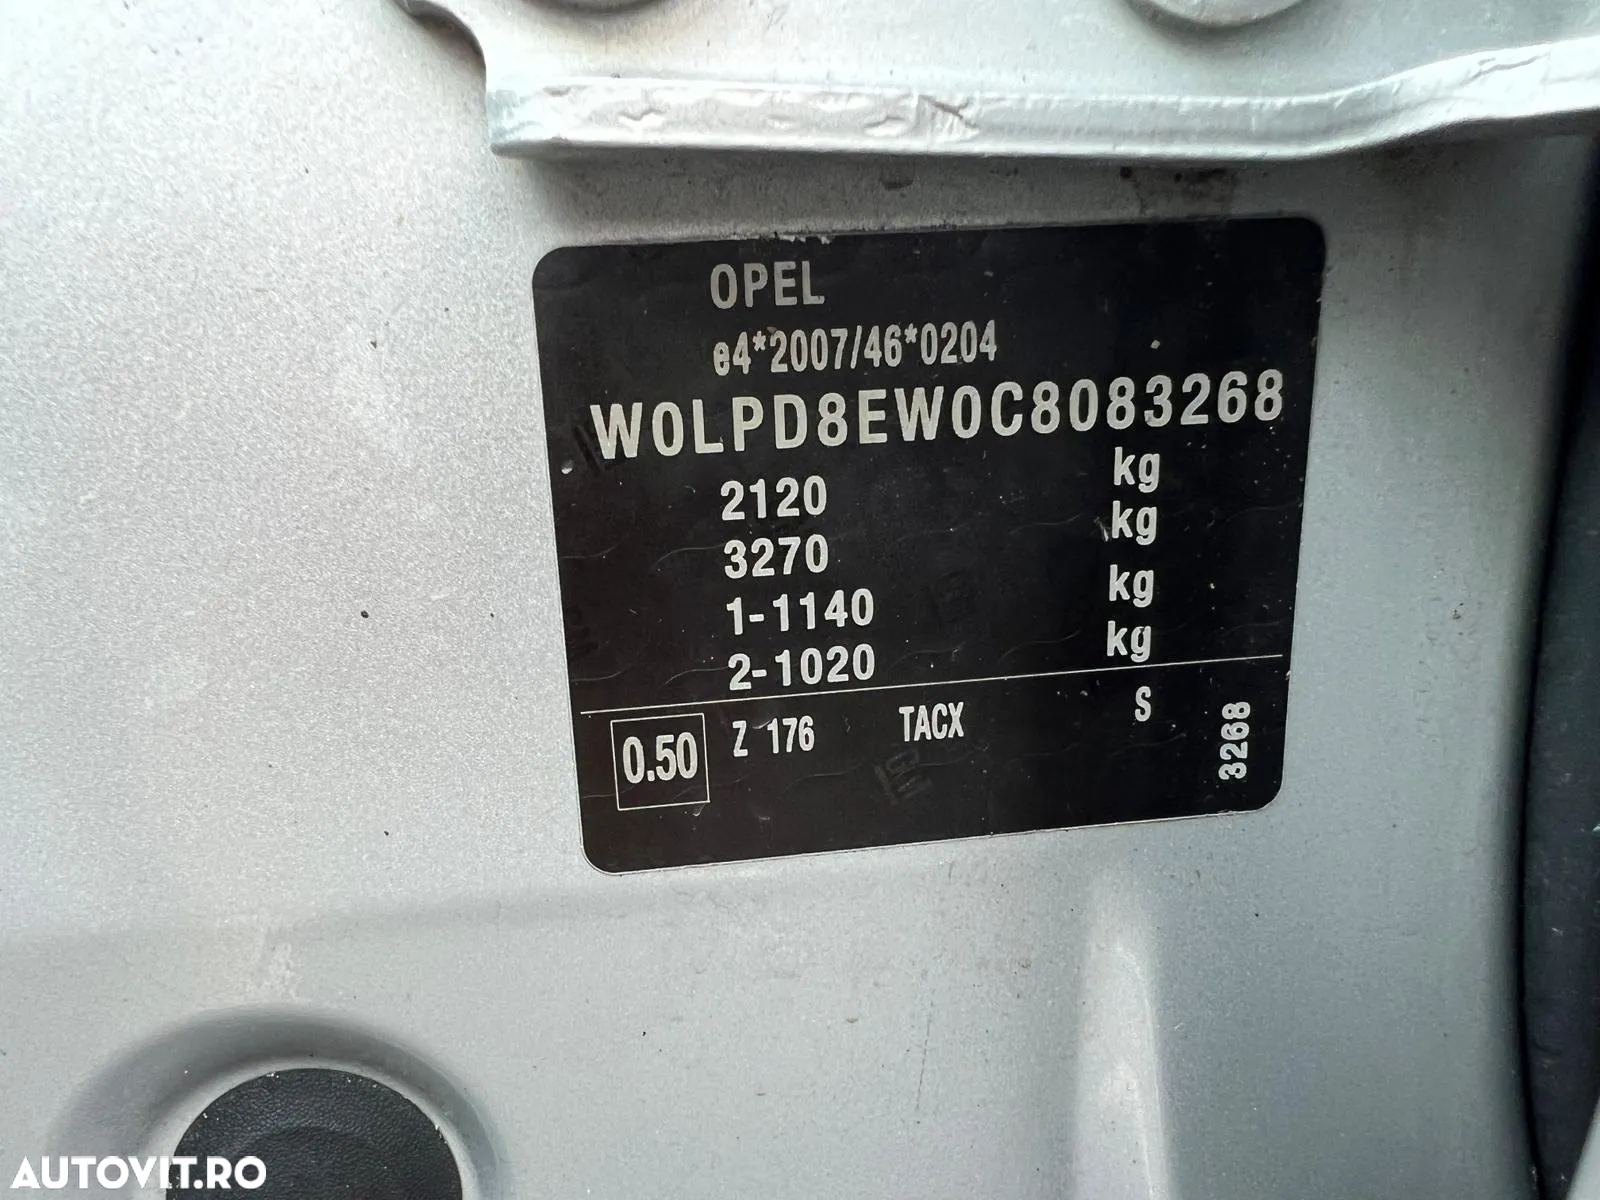 OPEL
e4*2007/46*0204
W0LPD8EW0C8083268
2120 kg
3270 kg
1-1140 kg
2-1020 kg
0.50 Z 176 TACX S 3268
AUTOVIT.RO